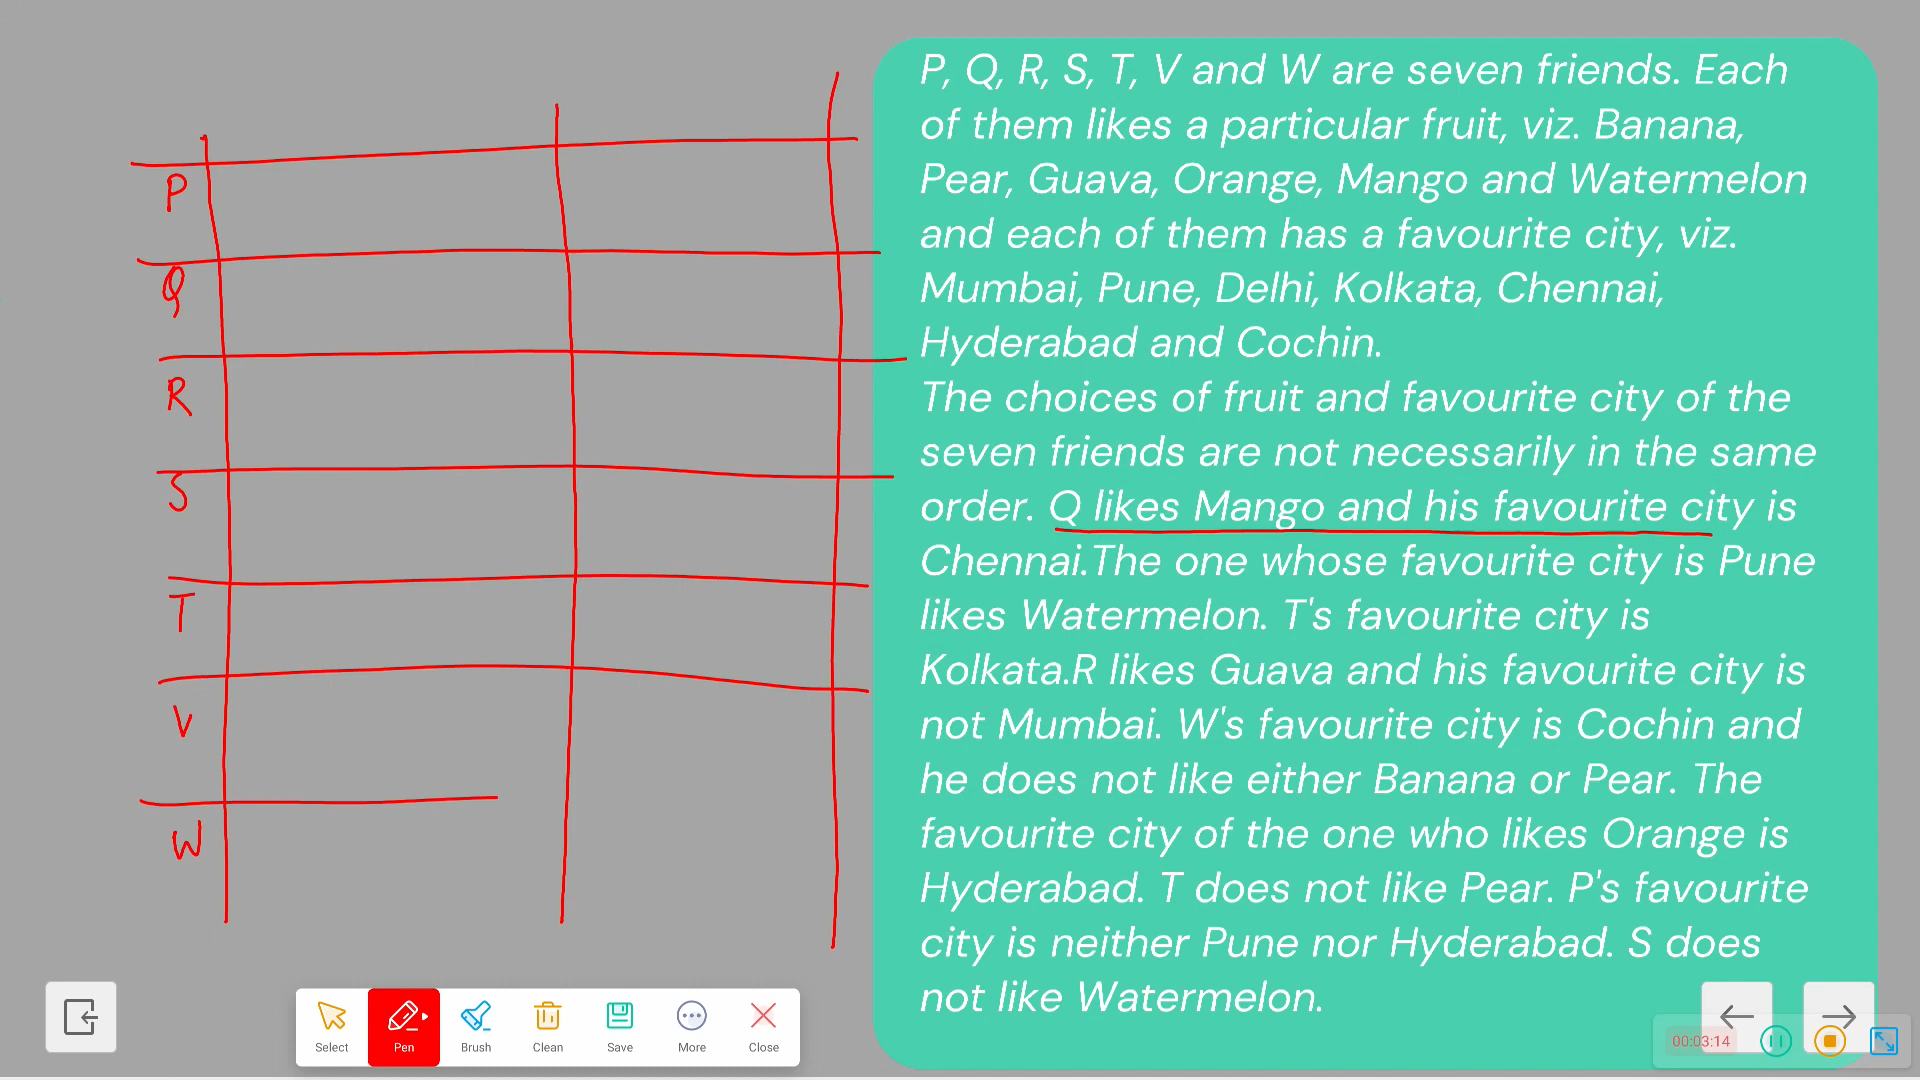 P, Q, R, S, T, V and W are seven friends. Each
of them likes a particular fruit, viz. Banana,
Pear, Guava, Orange, Mango and Watermelon
and each of them has a favourite city, viz.
Mumbai, Pune, Delhi, Kolkata, Chennai,
Hyderabad and Cochin.
The choices of fruit and favourite city of the
seven friends are not necessarily in the same
order. Q likes Mango and his favourite city is
Chennai.The one whose favourite city is Pune
likes Watermelon. T's favourite city is
Kolkata.R likes Guava and his favourite city is
not Mumbai. W's favourite city is Cochin and
he does not like either Banana or Pear. The
favourite city of the one who likes Orange is
Hyderabad. T does not like Pear. P's favourite
city is neither Pune nor Hyderabad. S does
not like Watermelon.
P
Q
R
S
T
V
W
Select Pen Brush Clean Save More Close
00:03:14